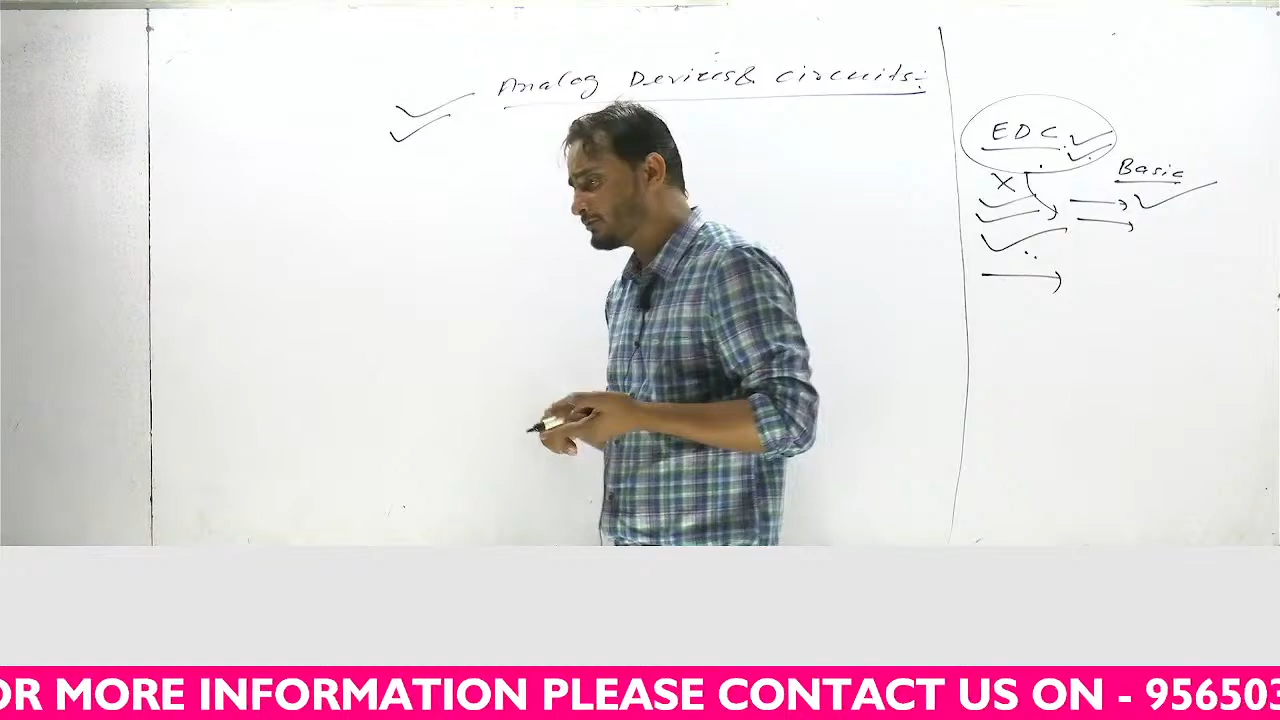 Analog Devices & circuits:
EDC
Basic
OR MORE INFORMATION PLEASE CONTACT US ON - 956503